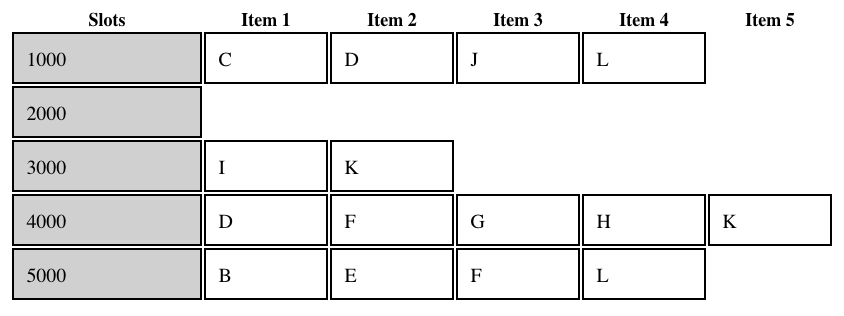 Slots Item 1 Item 2 Item 3 Item 4 Item 5
1000 C D J L
2000
3000 I K
4000 D F G H K
5000 B E F L